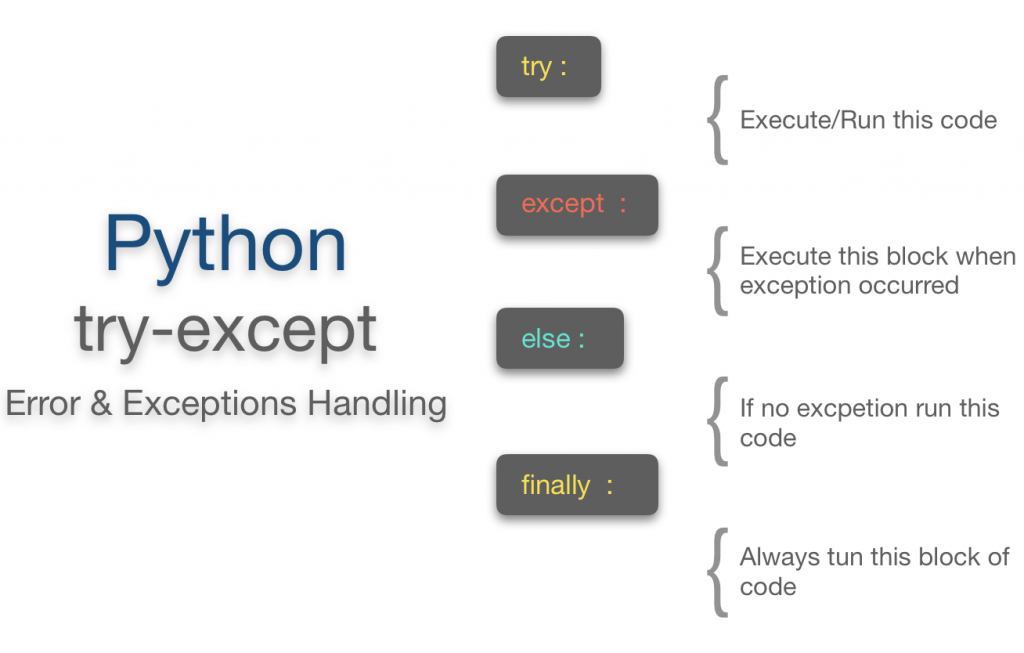 Python
try-except
Error & Exceptions Handling
try :
Execute/Run this code
except :
Execute this block when
exception occurred
else :
If no excpetion run this
code
finally :
Always tun this block of
code